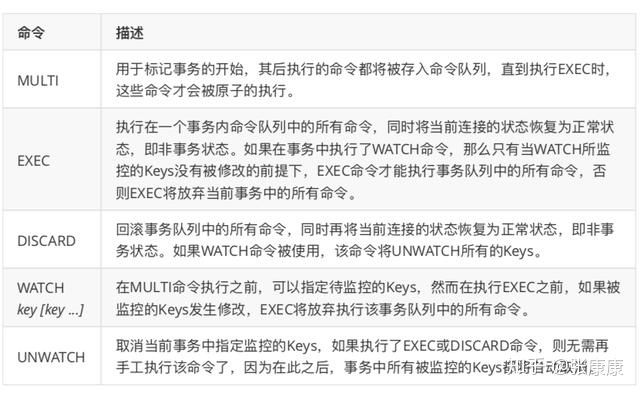 命令 描述
MULTI
用于标记事务的开始，其后执行的命令都将被存入命令队列，直到执行EXEC时，
这些命令才会被原子的执行。
EXEC
执行在一个事务内命令队列中的所有命令，同时将当前连接的状态恢复为正常状
态，即非事务状态。如果在事务中执行了WATCH命令，那么只有当WATCH所监
控的Keys没有被修改的前提下，EXEC命令才能执行事务队列中的所有命令，否
则EXEC将放弃当前事务中的所有命令。
DISCARD
回滚事务队列中的所有命令，同时再将当前连接的状态恢复为正常状态，即非事
务状态。如果WATCH命令被使用，该命令将UNWATCH所有的Keys。
WATCH
key [key ...]
在MULTI命令执行之前，可以指定待监控的Keys，然而在执行EXEC之前，如果被
监控的Keys发生修改，EXEC将放弃执行该事务队列中的所有命令。
UNWATCH
取消当前事务中指定监控的Keys，如果执行了EXEC或DISCARD命令，则无需再
手工执行该命令了，因为在此之后，事务中所有被监控的Keys都将自动取消
知乎 康康